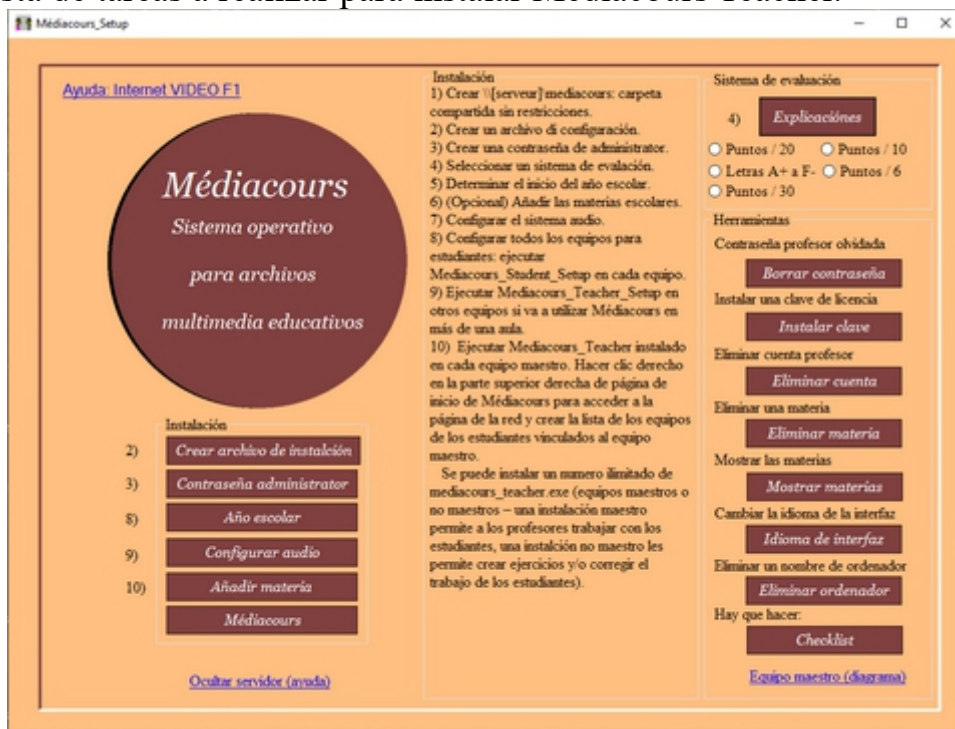 Médiacours_Setup
Ayuda: Internet VIDEO F1
Médiacours
Sistema operativo
para archivos
multimedia educativos
Instalación
2) Crear archivo de instalción
3) Contraseña administrator
8) Año escolar
9) Configurar audio
10) Añadir materia
Médiacours
Ocultar servidor (ayuda)
Instalación
1) Crear \\[serveur]\mediacours: carpeta
compartida sin restricciones.
2) Crear un archivo di configuración.
3) Crear una contraseña de administrator.
4) Seleccionar un sistema de evalación.
5) Determinar el inicio del año escolar.
6) (Opcional) Añadir las materias escolares.
7) Configurar el sistema audio.
8) Configurar todos los equipos para
estudiantes: ejecutar
Mediacours_Student_Setup en cada equipo.
9) Ejecutar Mediacours_Teacher_Setup en
otros equipos si va a utilizar Médiacours en
más de una aula.
10) Ejecutar Mediacours_Teacher instalado
en cada equipo maestro. Hacer clic derecho
en la parte superior derecha de página de
inicio de Médiacours para acceder a la
página de la red y crear la lista de los equipos
de los estudiantes vinculados al equipo
maestro.
Se puede instalar un numero ilimitado de
mediacours_teacher.exe (equipos maestros o
no maestros – una instalación maestro
permite a los profesores trabajar con los
estudiantes, una instalción no maestro les
permite crear ejercicios y/o corregir el
trabajo de los estudiantes).
Sistema de evaluación
4) Explicaciónes
Puntos / 20 Puntos / 10
Letras A+ a F- Puntos / 6
Puntos / 30
Herramientas
Contraseña profesor olvidada
Borrar contraseña
Instalar una clave de licencia
Instalar clave
Eliminar cuenta profesor
Eliminar cuenta
Eliminar una materia
Eliminar materia
Mostrar las materias
Mostrar materias
Cambiar la idioma de la interfaz
Idioma de interfaz
Eliminar un nombre de ordenador
Eliminar ordenador
Hay que hacer:
Checklist
Equipo maestro (diagrama)